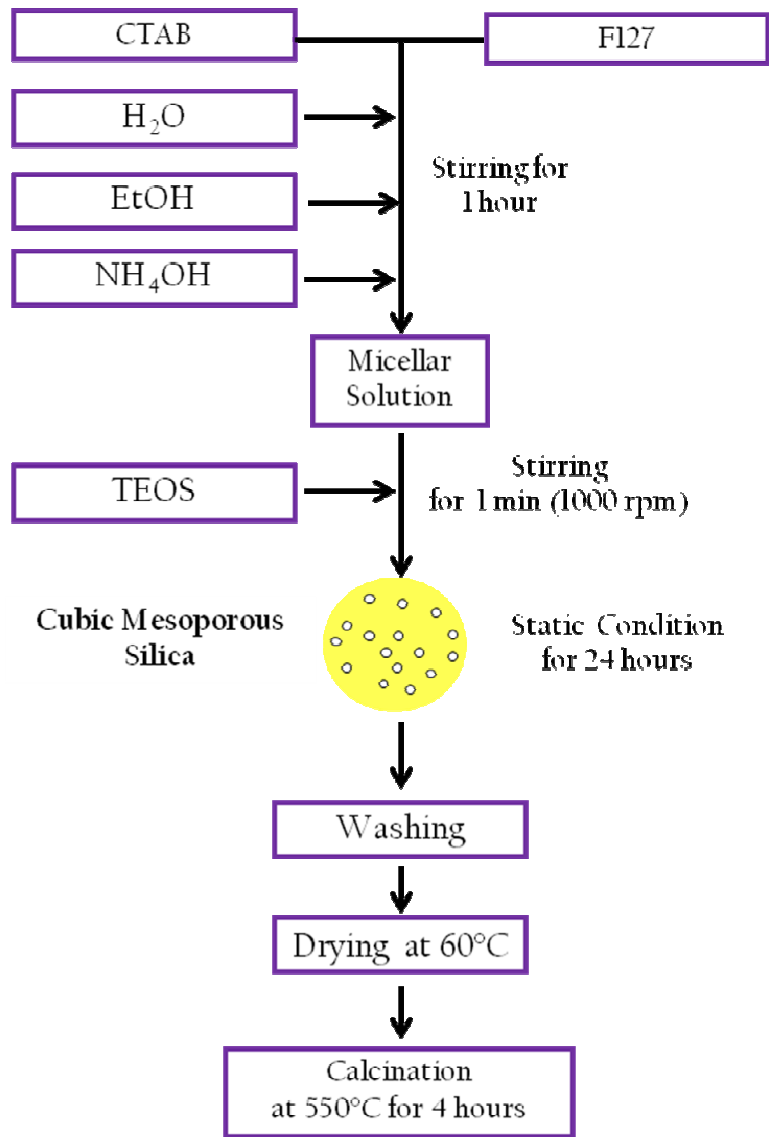 CTAB
F127
H₂O
EtOH
NH₄OH
Stirring for
1 hour
Micellar
Solution
TEOS
Stirring
for 1 min (1000 rpm)
Cubic Mesoporous
Silica
Static Condition
for 24 hours
Washing
Drying at 60°C
Calcination
at 550°C for 4 hours